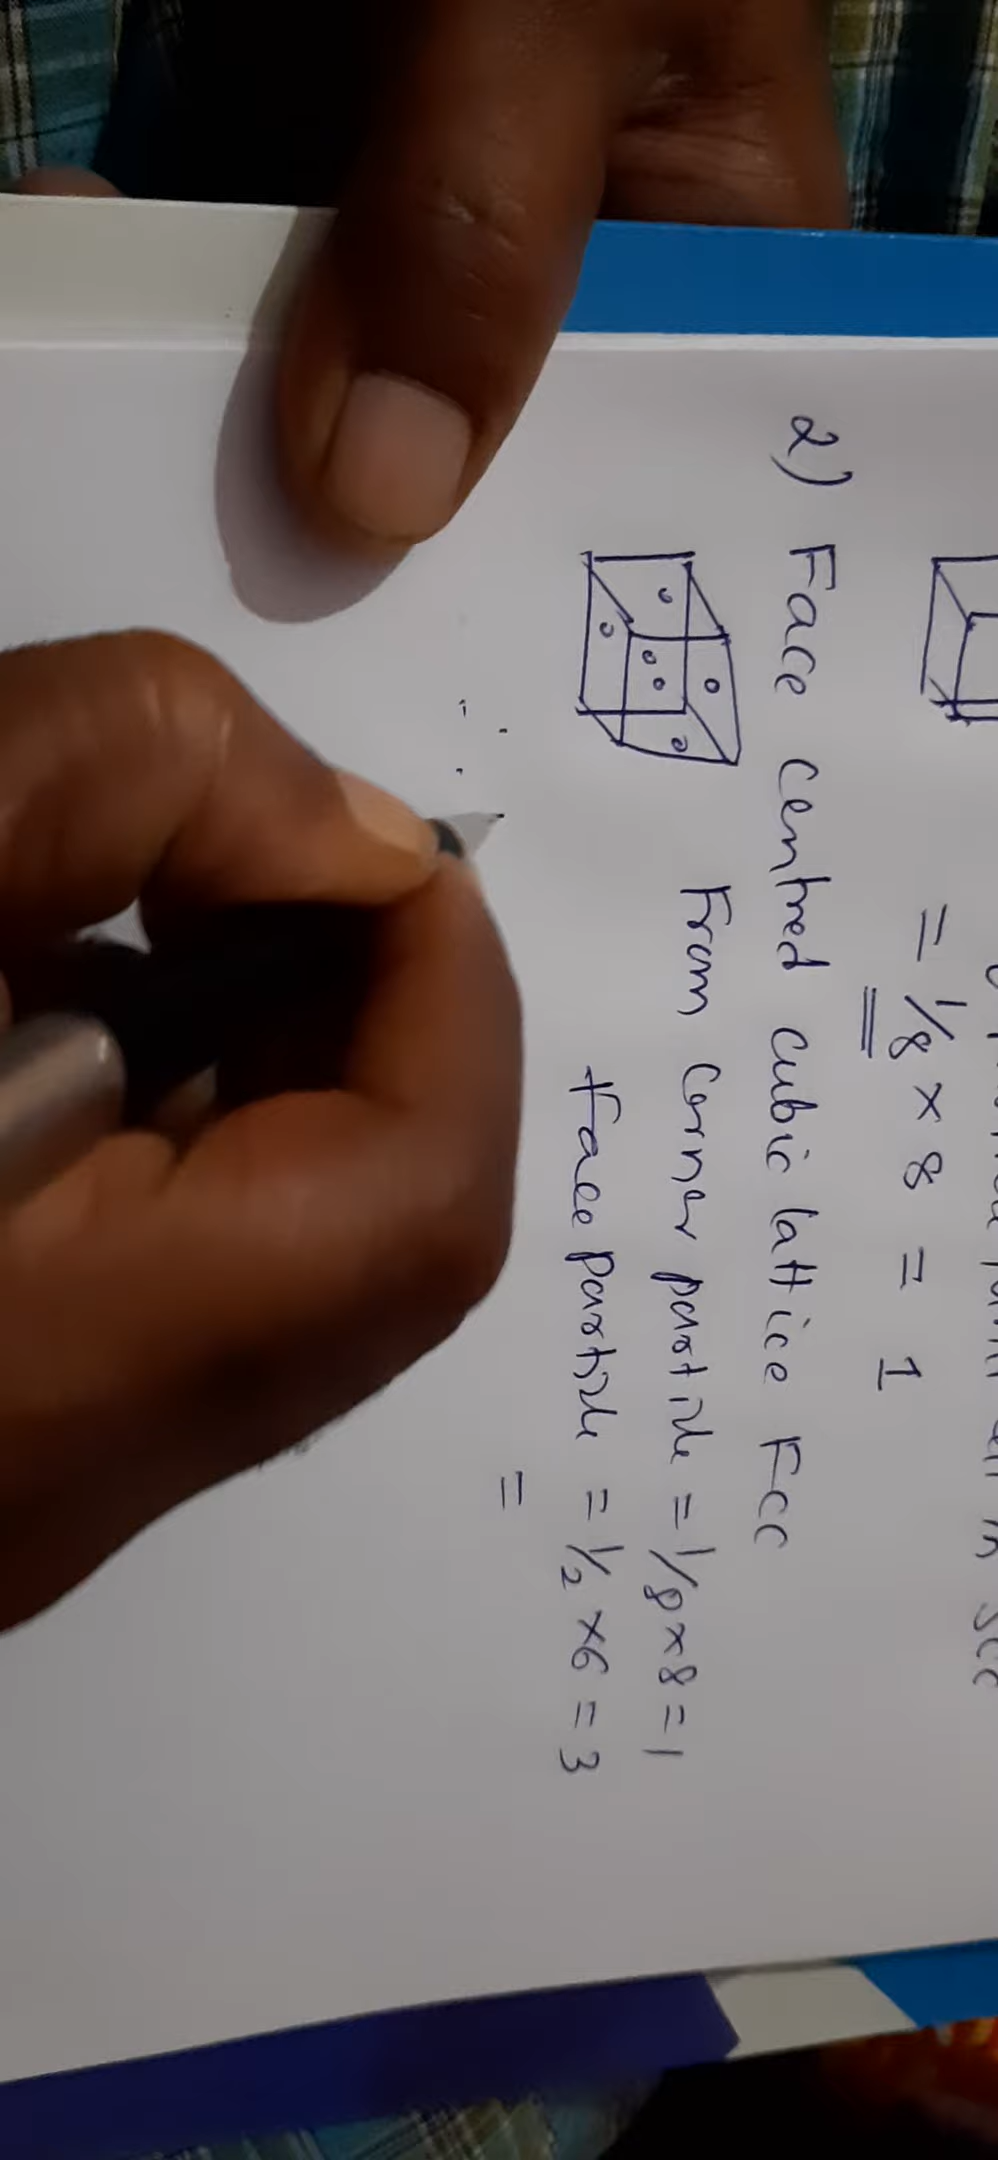 = 1/8 × 8 = 1
2) Face centred cubic lattice Fcc
From corner particle = 1/8 × 8 = 1
Face particle = 1/2 × 6 = 3
=